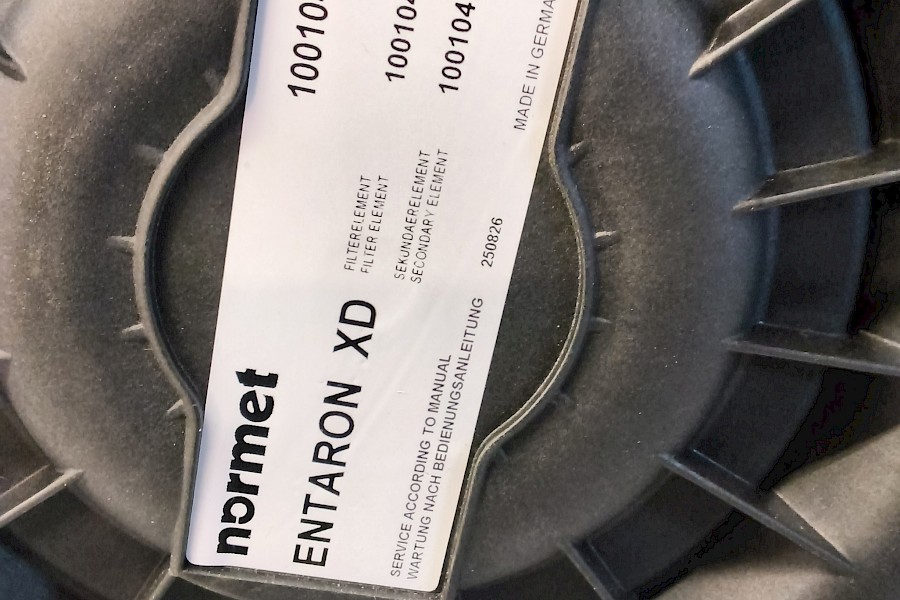 normet
ENTARON XD
FILTERELEMENT
FILTER ELEMENT
SEKUNDAERELEMENT
SECONDARY ELEMENT
SERVICE ACCORDING TO MANUAL
WARTUNG NACH BEDIENUNGSANLEITUNG
250826
MADE IN GERMA